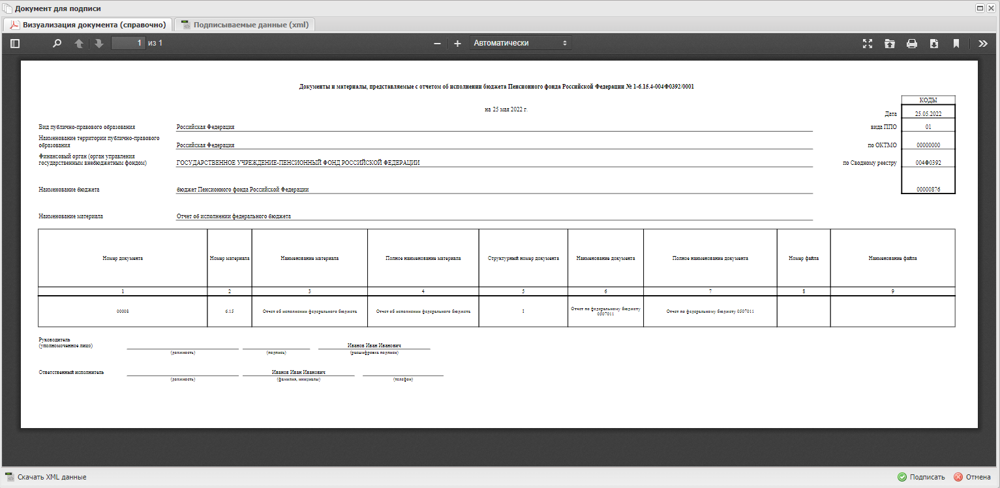 Документ для подписи
Визуализация документа (справочно)
Подписываемые данные (xml)
1 из 1
Автоматически
Документы и материалы, представляемые с отчетом об исполнении бюджета Пенсионного фонда Российской Федерации № 1-6.15.4-004Ф0392/0001
КОДЫ
на 25 мая 2022 г.
Дата 25.05.2022
Вид публично-правового образования Российская Федерация вида ППО 01
Наименование территории публично-правового
образования Российская Федерация по ОКТМО 00000000
Финансовый орган (орган управления
государственным внебюджетным фондом) ГОСУДАРСТВЕННОЕ УЧРЕЖДЕНИЕ-ПЕНСИОННЫЙ ФОНД РОССИЙСКОЙ ФЕДЕРАЦИИ по Сводному реестру 004Ф0392
Наименование бюджета бюджет Пенсионного фонда Российской Федерации 00000876
Наименование материала Отчет об исполнении федерального бюджета
Номер документа Номер материала Наименование материала Полное наименование материала Структурный номер документа Наименование документа Полное наименование документа Номер файла Наименование файла
1 2 3 4 5 6 7 8 9
00008 6.15 Отчет об исполнении федерального бюджета Отчет об исполнении федерального бюджета I Отчет по федеральному бюджету 0507011 Отчет по федеральному бюджету 0507011
Руководитель
(уполномоченное лицо) Иванов Иван Иванович
(должность) (подпись) (расшифровка подписи)
Ответственный исполнитель Иванов Иван Иванович
(должность) (фамилия, инициалы) (телефон)
Скачать XML данные
Подписать
Отмена